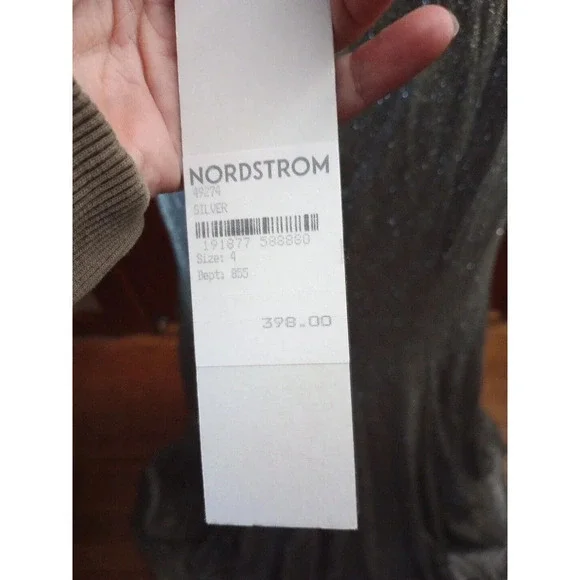 NORDSTROM
49274
SILVER
191877 588880
Size: 4
Dept: 855
398.00